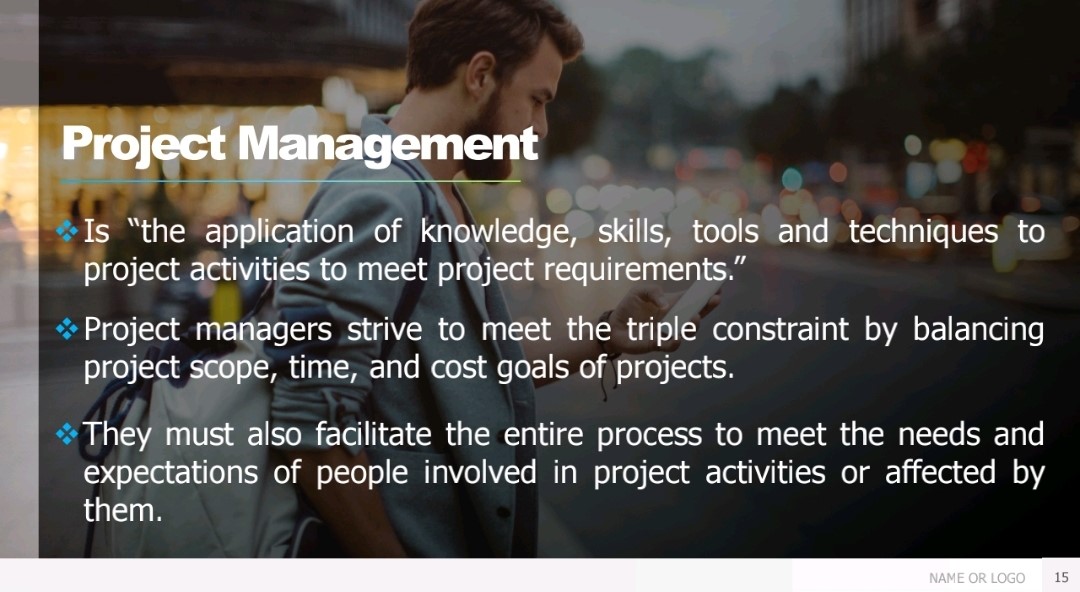 Project Management
Is “the application of knowledge, skills, tools and techniques to
project activities to meet project requirements.”
Project managers strive to meet the triple constraint by balancing
project scope, time, and cost goals of projects.
They must also facilitate the entire process to meet the needs and
expectations of people involved in project activities or affected by
them.
NAME OR LOGO 15